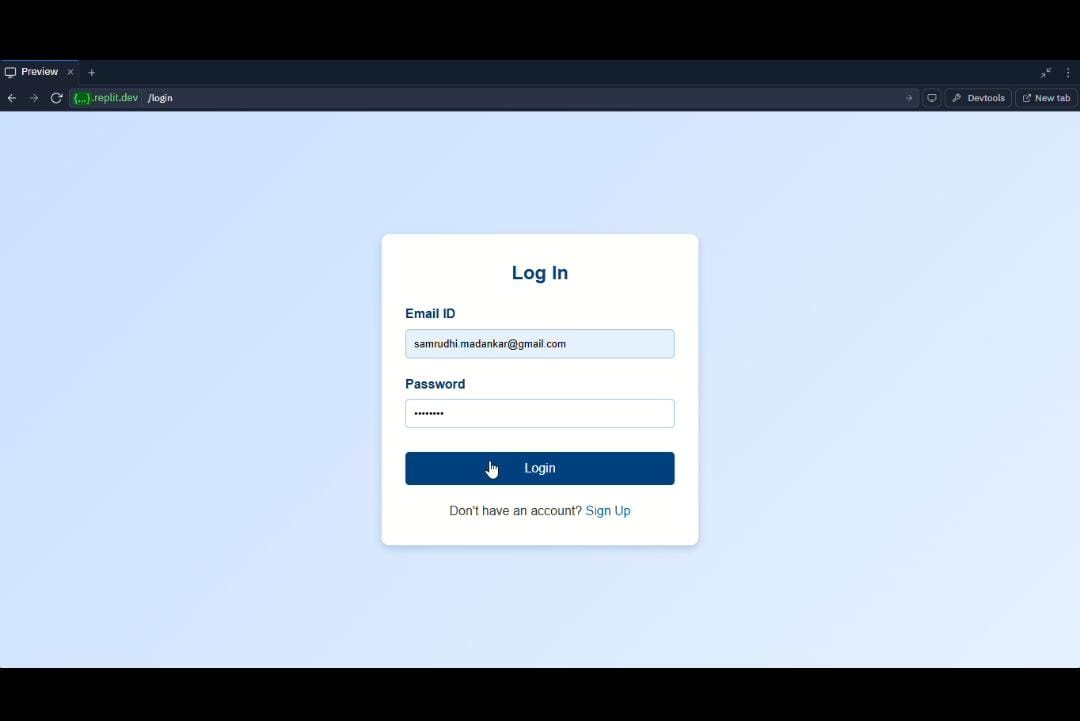 Preview
{...}.replit.dev /login
Devtools
New tab
Log In
Email ID
samrudhi.madankar@gmail.com
Password
••••••••
Login
Don't have an account? Sign Up